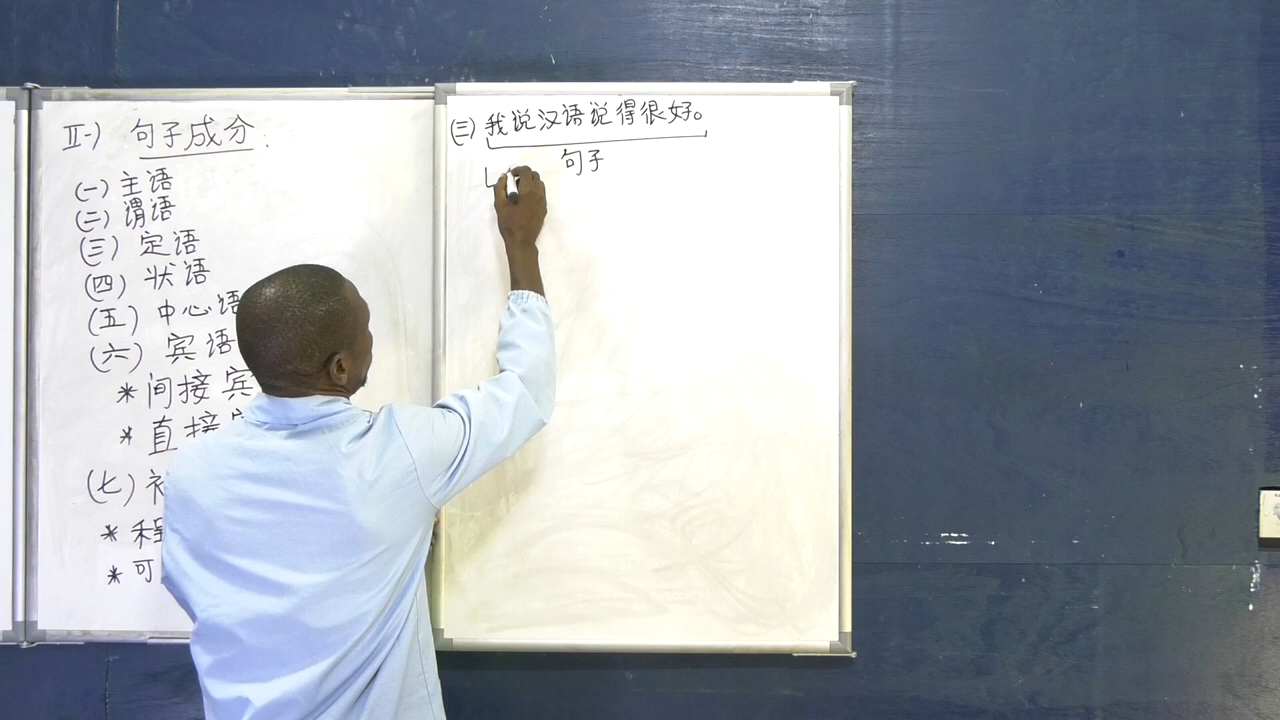 Ⅱ-) 句子成分:
(一) 主语
(二) 谓语
(三) 定语
(四) 状语
(五) 中心语
(六) 宾语
* 间接宾
* 直接
(七)
* 程
* 可
(三) 我说汉语说得很好。
句子